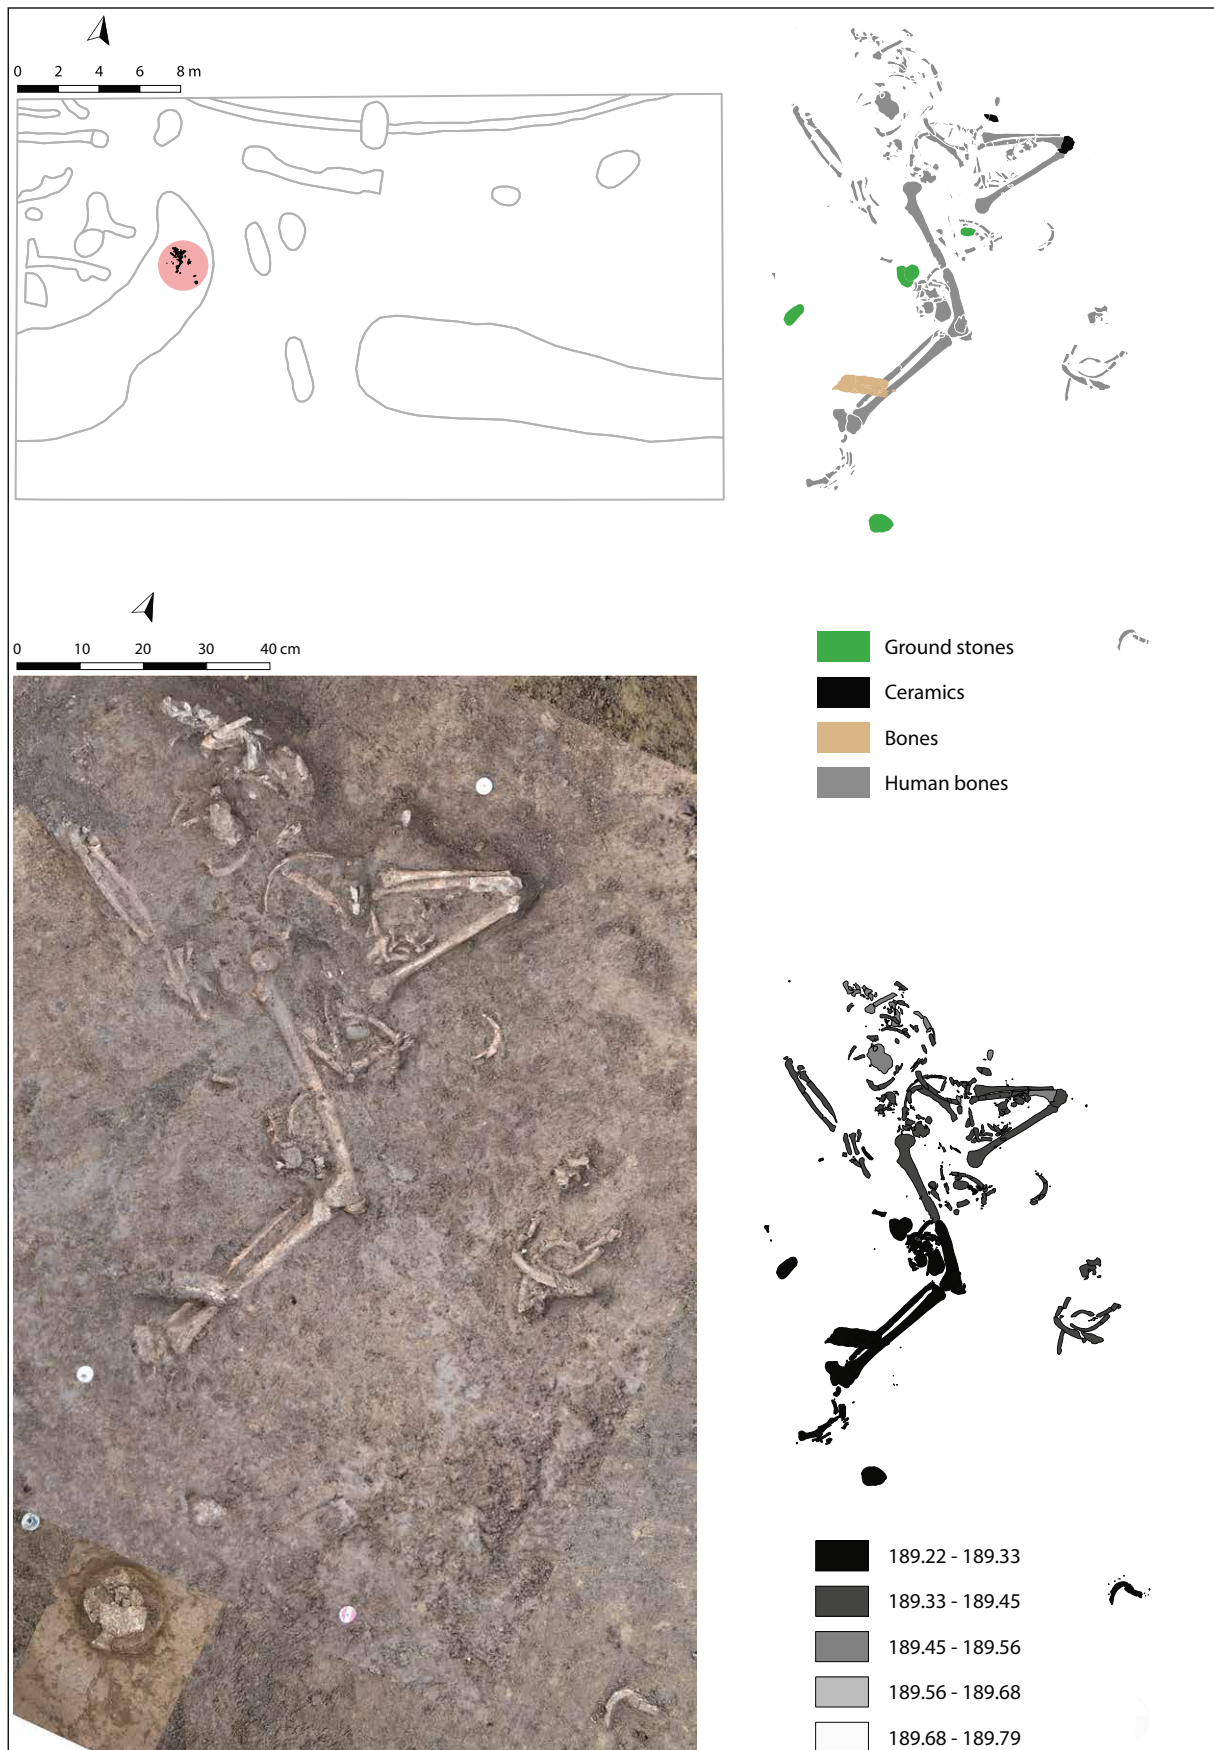 0 2 4 6 8 m
0 10 20 30 40 cm
Ground stones
Ceramics
Bones
Human bones
189.22 - 189.33
189.33 - 189.45
189.45 - 189.56
189.56 - 189.68
189.68 - 189.79